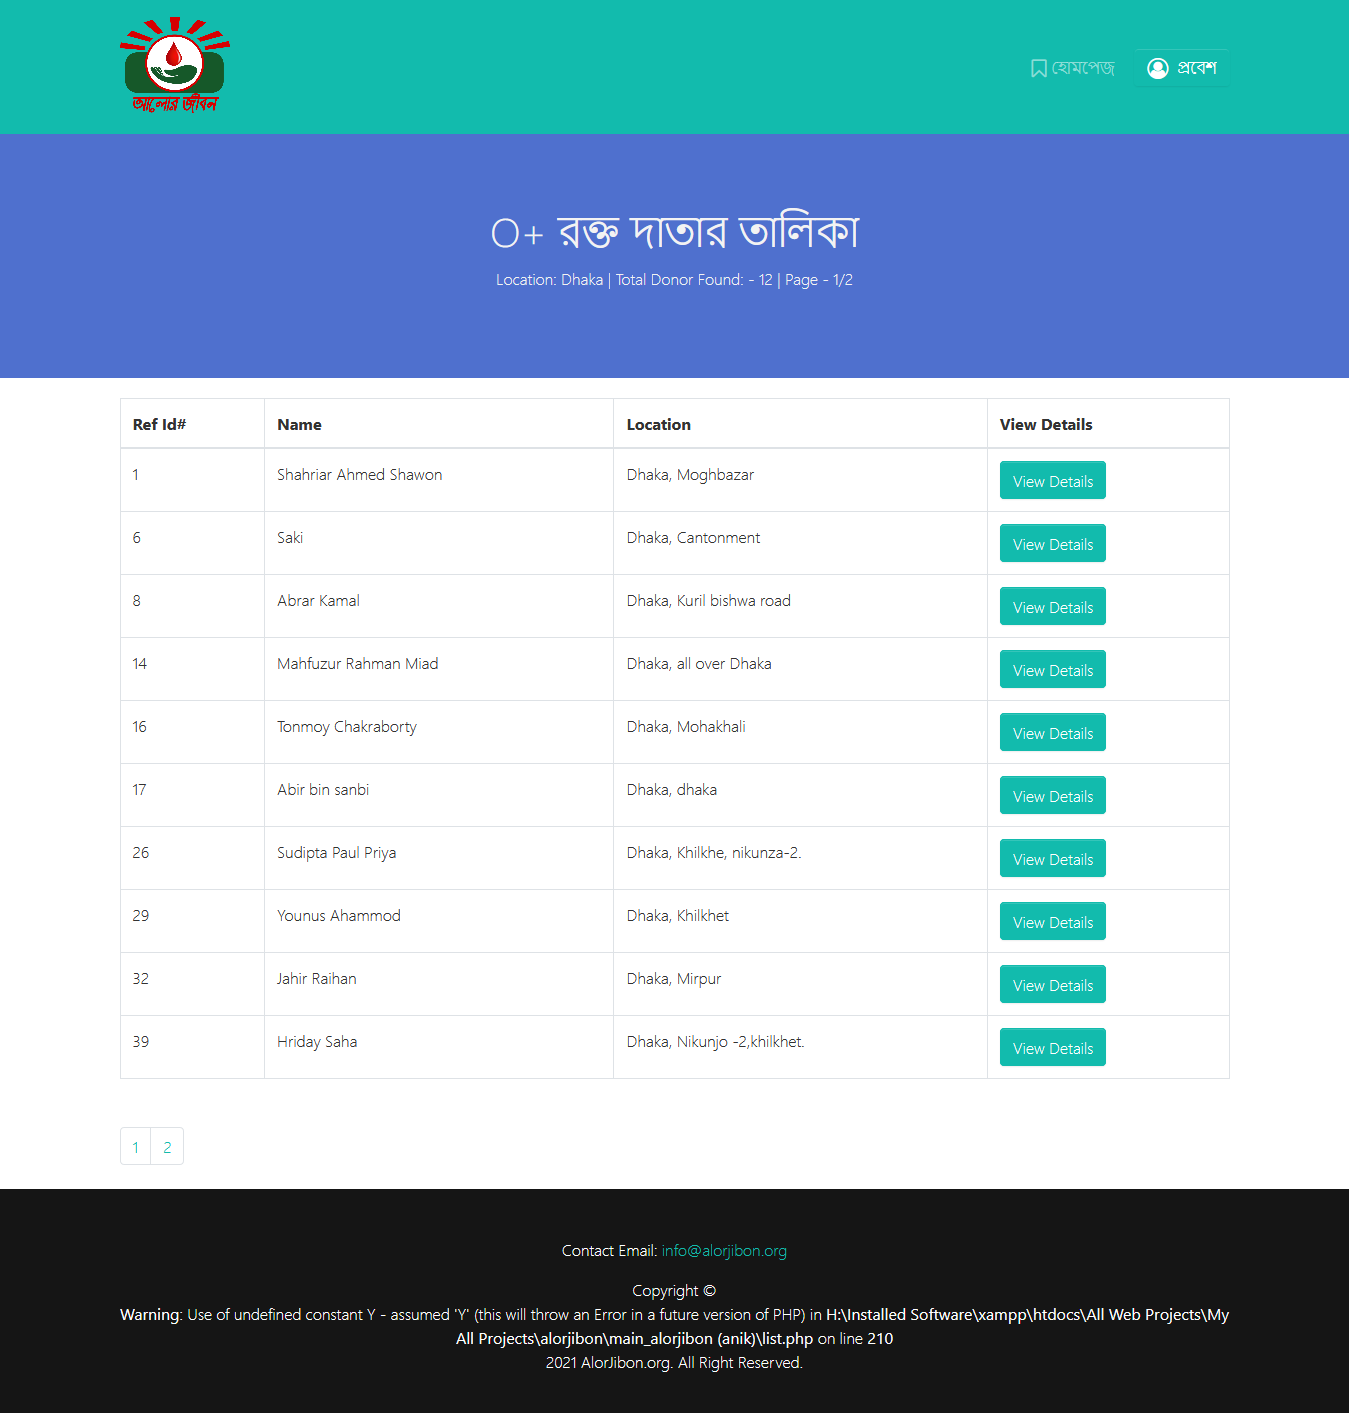 আলোর জীবন
হোমপেজ প্রবেশ
O+ রক্ত দাতার তালিকা
Location: Dhaka | Total Donor Found: - 12 | Page - 1/2
Ref Id# Name Location View Details
1 Shahriar Ahmed Shawon Dhaka, Moghbazar View Details
6 Saki Dhaka, Cantonment View Details
8 Abrar Kamal Dhaka, Kuril bishwa road View Details
14 Mahfuzur Rahman Miad Dhaka, all over Dhaka View Details
16 Tonmoy Chakraborty Dhaka, Mohakhali View Details
17 Abir bin sanbi Dhaka, dhaka View Details
26 Sudipta Paul Priya Dhaka, Khilkhe, nikunza-2. View Details
29 Younus Ahammod Dhaka, Khilkhet View Details
32 Jahir Raihan Dhaka, Mirpur View Details
39 Hriday Saha Dhaka, Nikunjo -2,khilkhet. View Details
1 2
Contact Email: info@alorjibon.org
Copyright ©
Warning: Use of undefined constant Y - assumed 'Y' (this will throw an Error in a future version of PHP) in H:\Installed Software\xampp\htdocs\All Web Projects\My
All Projects\alorjibon\main_alorjibon (anik)\list.php on line 210
2021 AlorJibon.org. All Right Reserved.